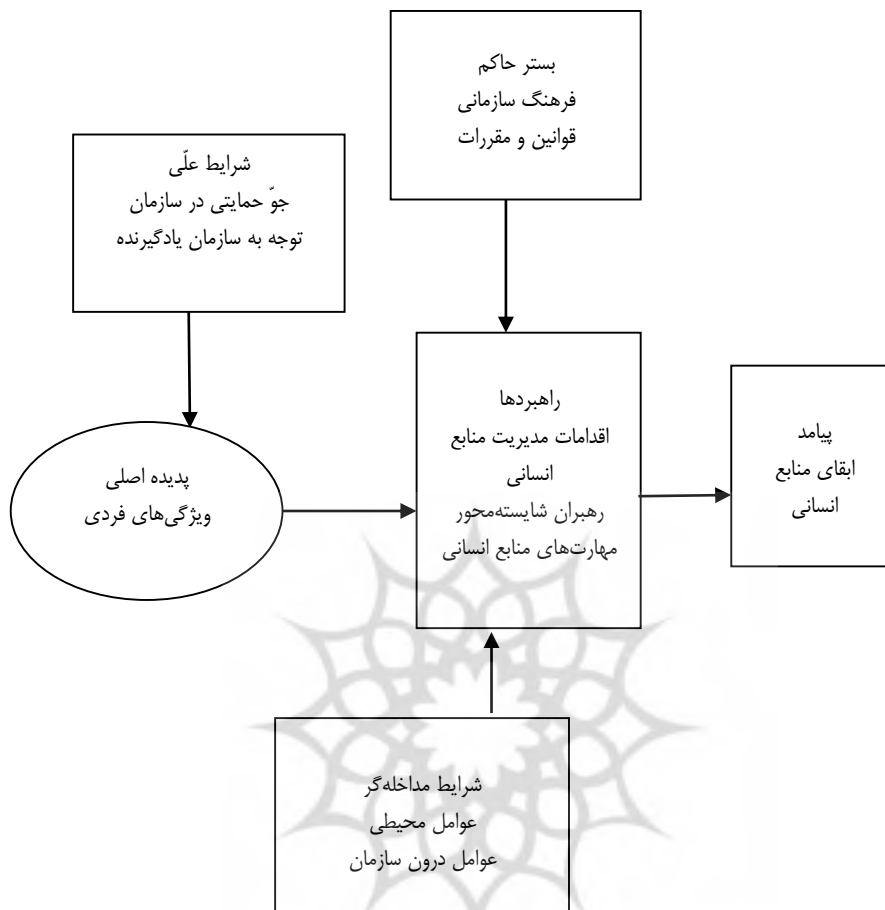 بستر حاکم
فرهنگ سازمانی
قوانین و مقررات
شرایط علّی
جوّ حمایتی در سازمان
توجه به سازمان یادگیرنده
راهبردها
اقدامات مدیریت منابع
انسانی
رهبران شایسته‌محور
مهارت‌های منابع انسانی
پیامد
ابقای منابع
انسانی
پدیده اصلی
ویژگی‌های فردی
شرایط مداخله‌گر
عوامل محیطی
عوامل درون سازمان